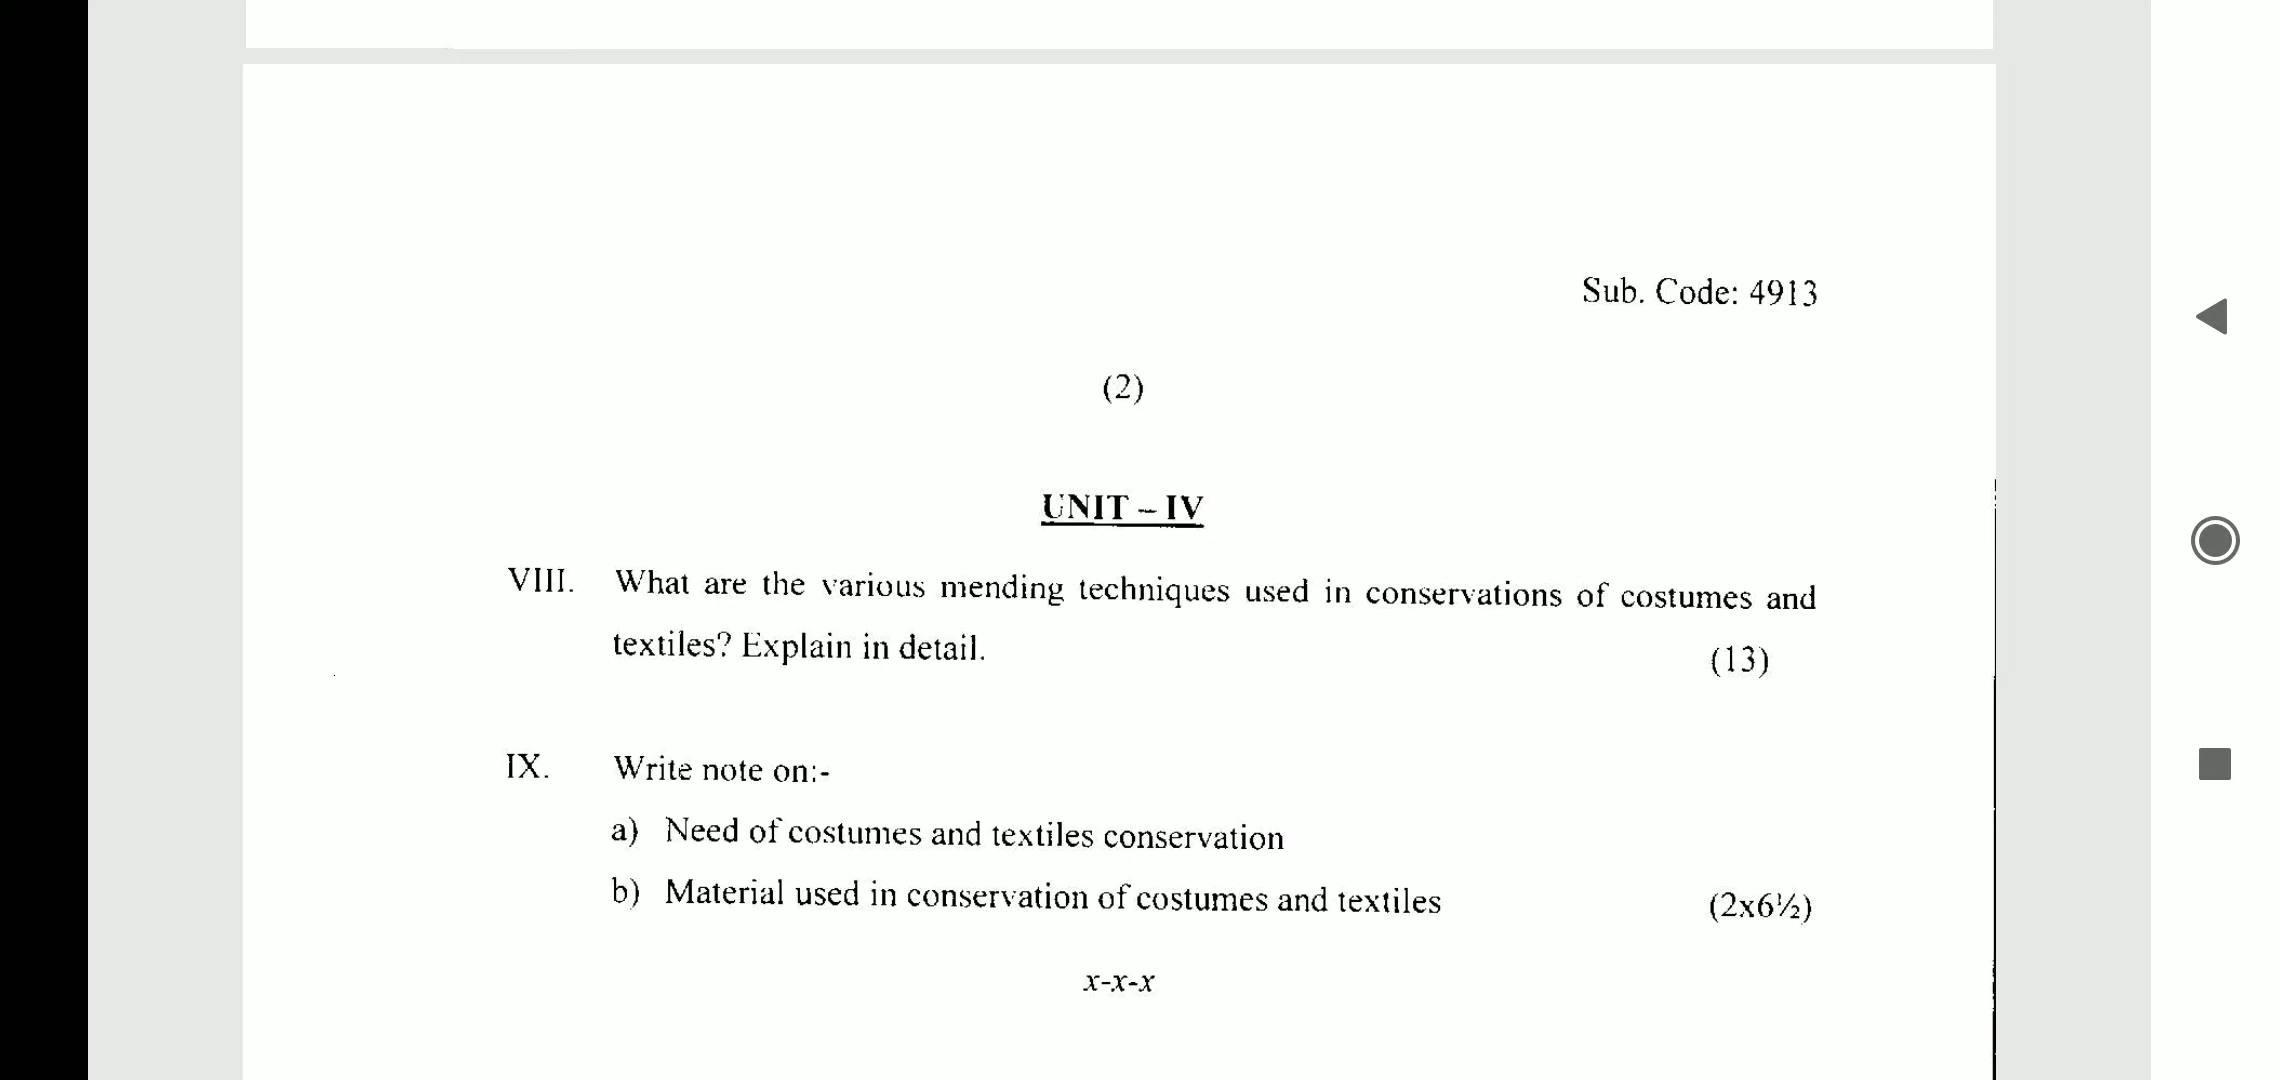 Sub. Code: 4913
(2)
UNIT – IV
VIII. What are the various mending techniques used in conservations of costumes and
textiles? Explain in detail. (13)
IX. Write note on:-
a) Need of costumes and textiles conservation
b) Material used in conservation of costumes and textiles (2x6½)
x-x-x